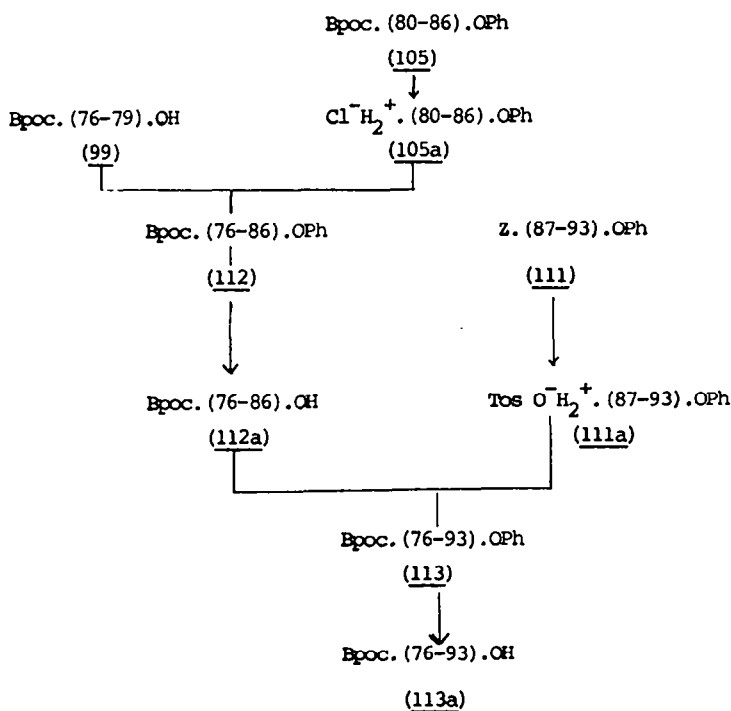 Bpoc.(80-86).OPh
(105)
Bpoc.(76-79).OH
Cl⁻H₂⁺.(80-86).OPh
(99)
(105a)
Bpoc.(76-86).OPh
Z.(87-93).OPh
(112)
(111)
Bpoc.(76-86).OH
Tos O⁻H₂⁺.(87-93).OPh
(112a)
(111a)
Bpoc.(76-93).OPh
(113)
Bpoc.(76-93).OH
(113a)